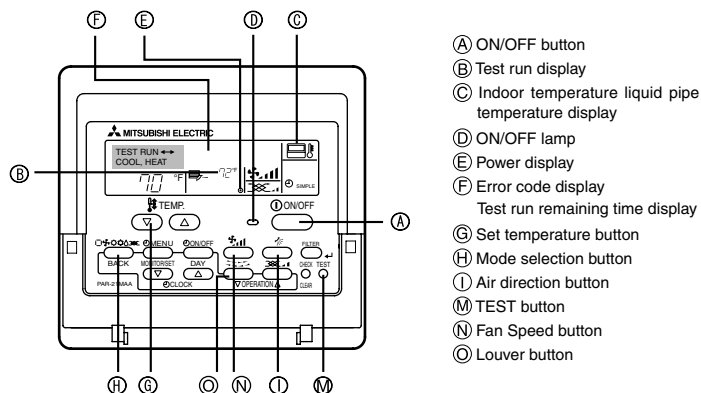 Ⓕ Ⓔ Ⓓ Ⓒ
MITSUBISHI ELECTRIC
TEST RUN ↔
COOL, HEAT
70 °F
72°F
SIMPLE
Ⓑ
TEMP.
ON/OFF
Ⓐ
MENU
ON/OFF
FILTER
BACK
MONITOR/SET
DAY
CHECK TEST
PAR-21MAA
CLOCK
▽OPERATION△
CLEAR
Ⓗ Ⓖ Ⓞ Ⓝ Ⓘ Ⓜ
Ⓐ ON/OFF button
Ⓑ Test run display
Ⓒ Indoor temperature liquid pipe
temperature display
Ⓓ ON/OFF lamp
Ⓔ Power display
Ⓕ Error code display
Test run remaining time display
Ⓖ Set temperature button
Ⓗ Mode selection button
Ⓘ Air direction button
Ⓜ TEST button
Ⓝ Fan Speed button
Ⓞ Louver button